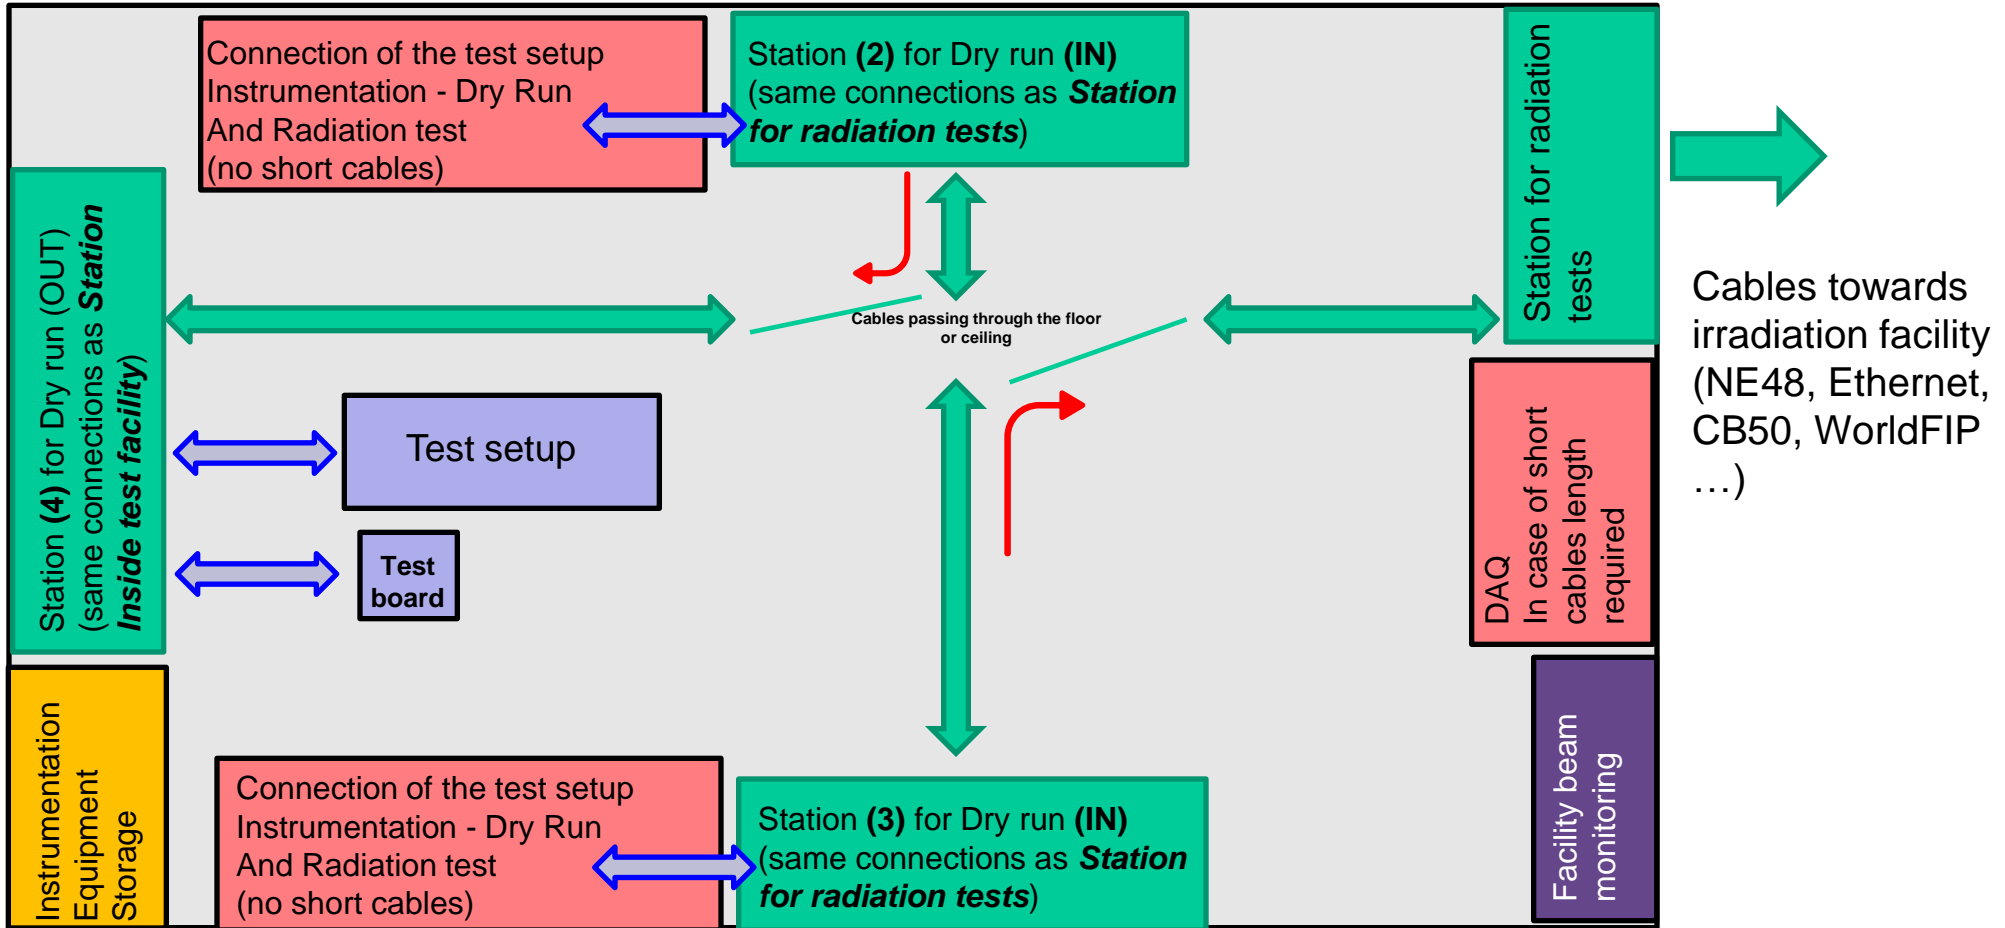 Connection of the test setup
Instrumentation - Dry Run
And Radiation test
(no short cables)
Station (2) for Dry run (IN)
(same connections as Station
for radiation tests)
Station for radiation
tests
Cables towards
irradiation facility
(NE48, Ethernet,
CB50, WorldFIP
…)
Station (4) for Dry run (OUT)
(same connections as Station
Inside test facility)
Cables passing through the floor
or ceiling
Test setup
Test
board
DAQ
In case of short
cables length
required
Instrumentation
Equipment
Storage
Connection of the test setup
Instrumentation - Dry Run
And Radiation test
(no short cables)
Station (3) for Dry run (IN)
(same connections as Station
for radiation tests)
Facility beam
monitoring